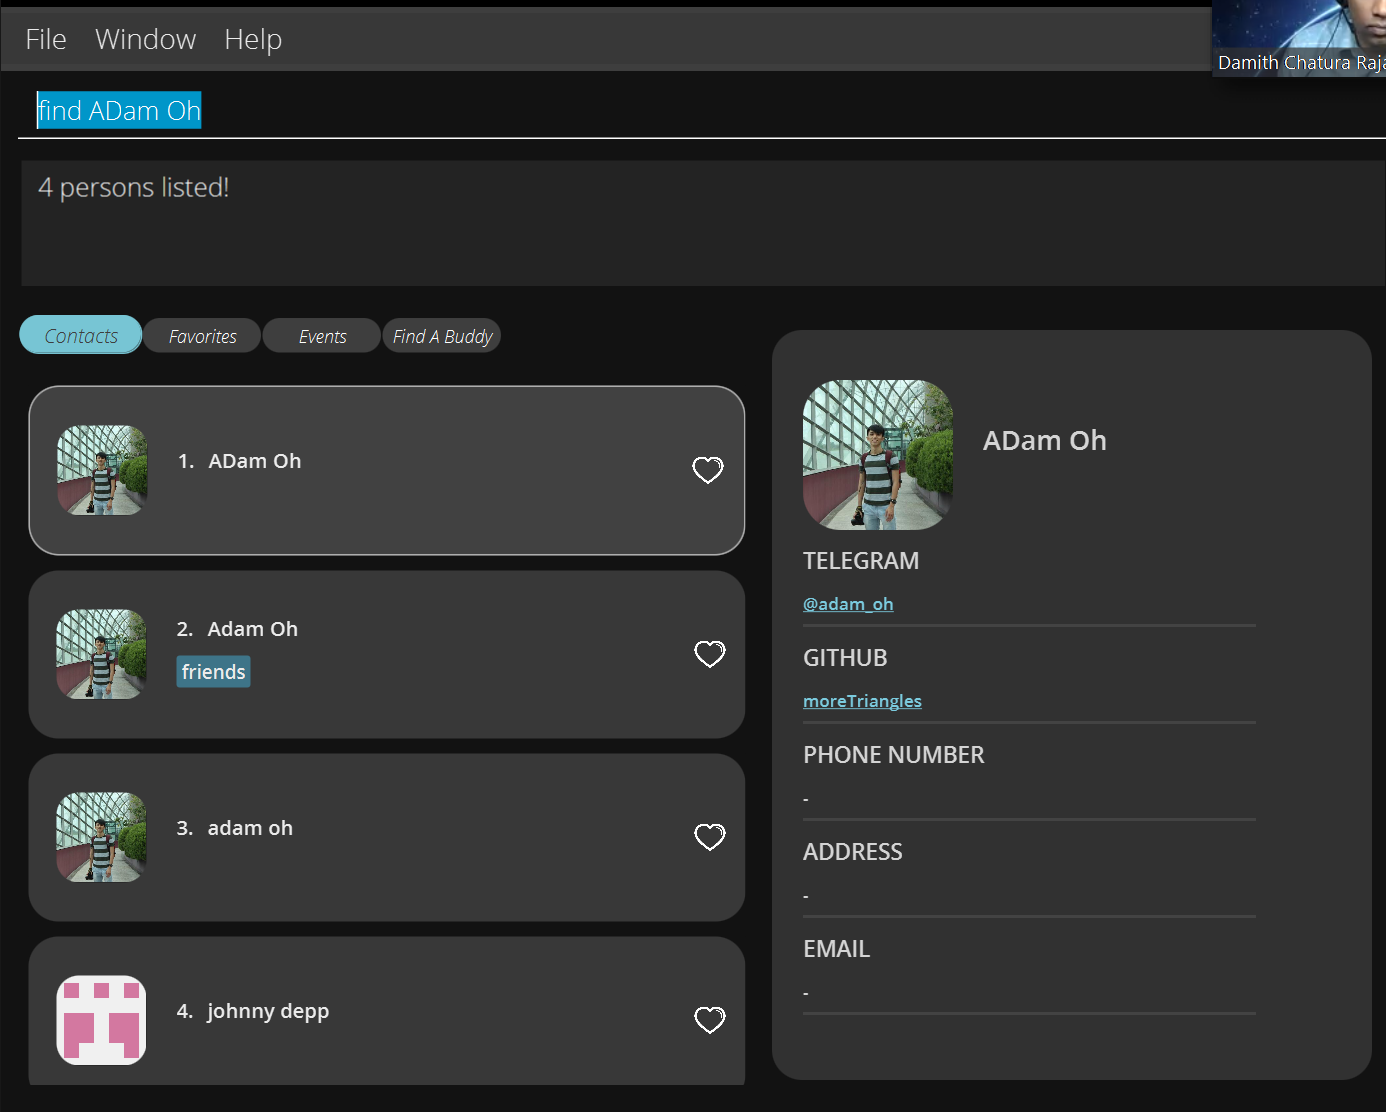 File Window Help
Damith Chatura Raja
find ADam Oh
4 persons listed!
Contacts Favorites Events Find A Buddy
1. ADam Oh
2. Adam Oh
friends
3. adam oh
4. johnny depp
ADam Oh
TELEGRAM
@adam_oh
GITHUB
moreTriangles
PHONE NUMBER
-
ADDRESS
-
EMAIL
-